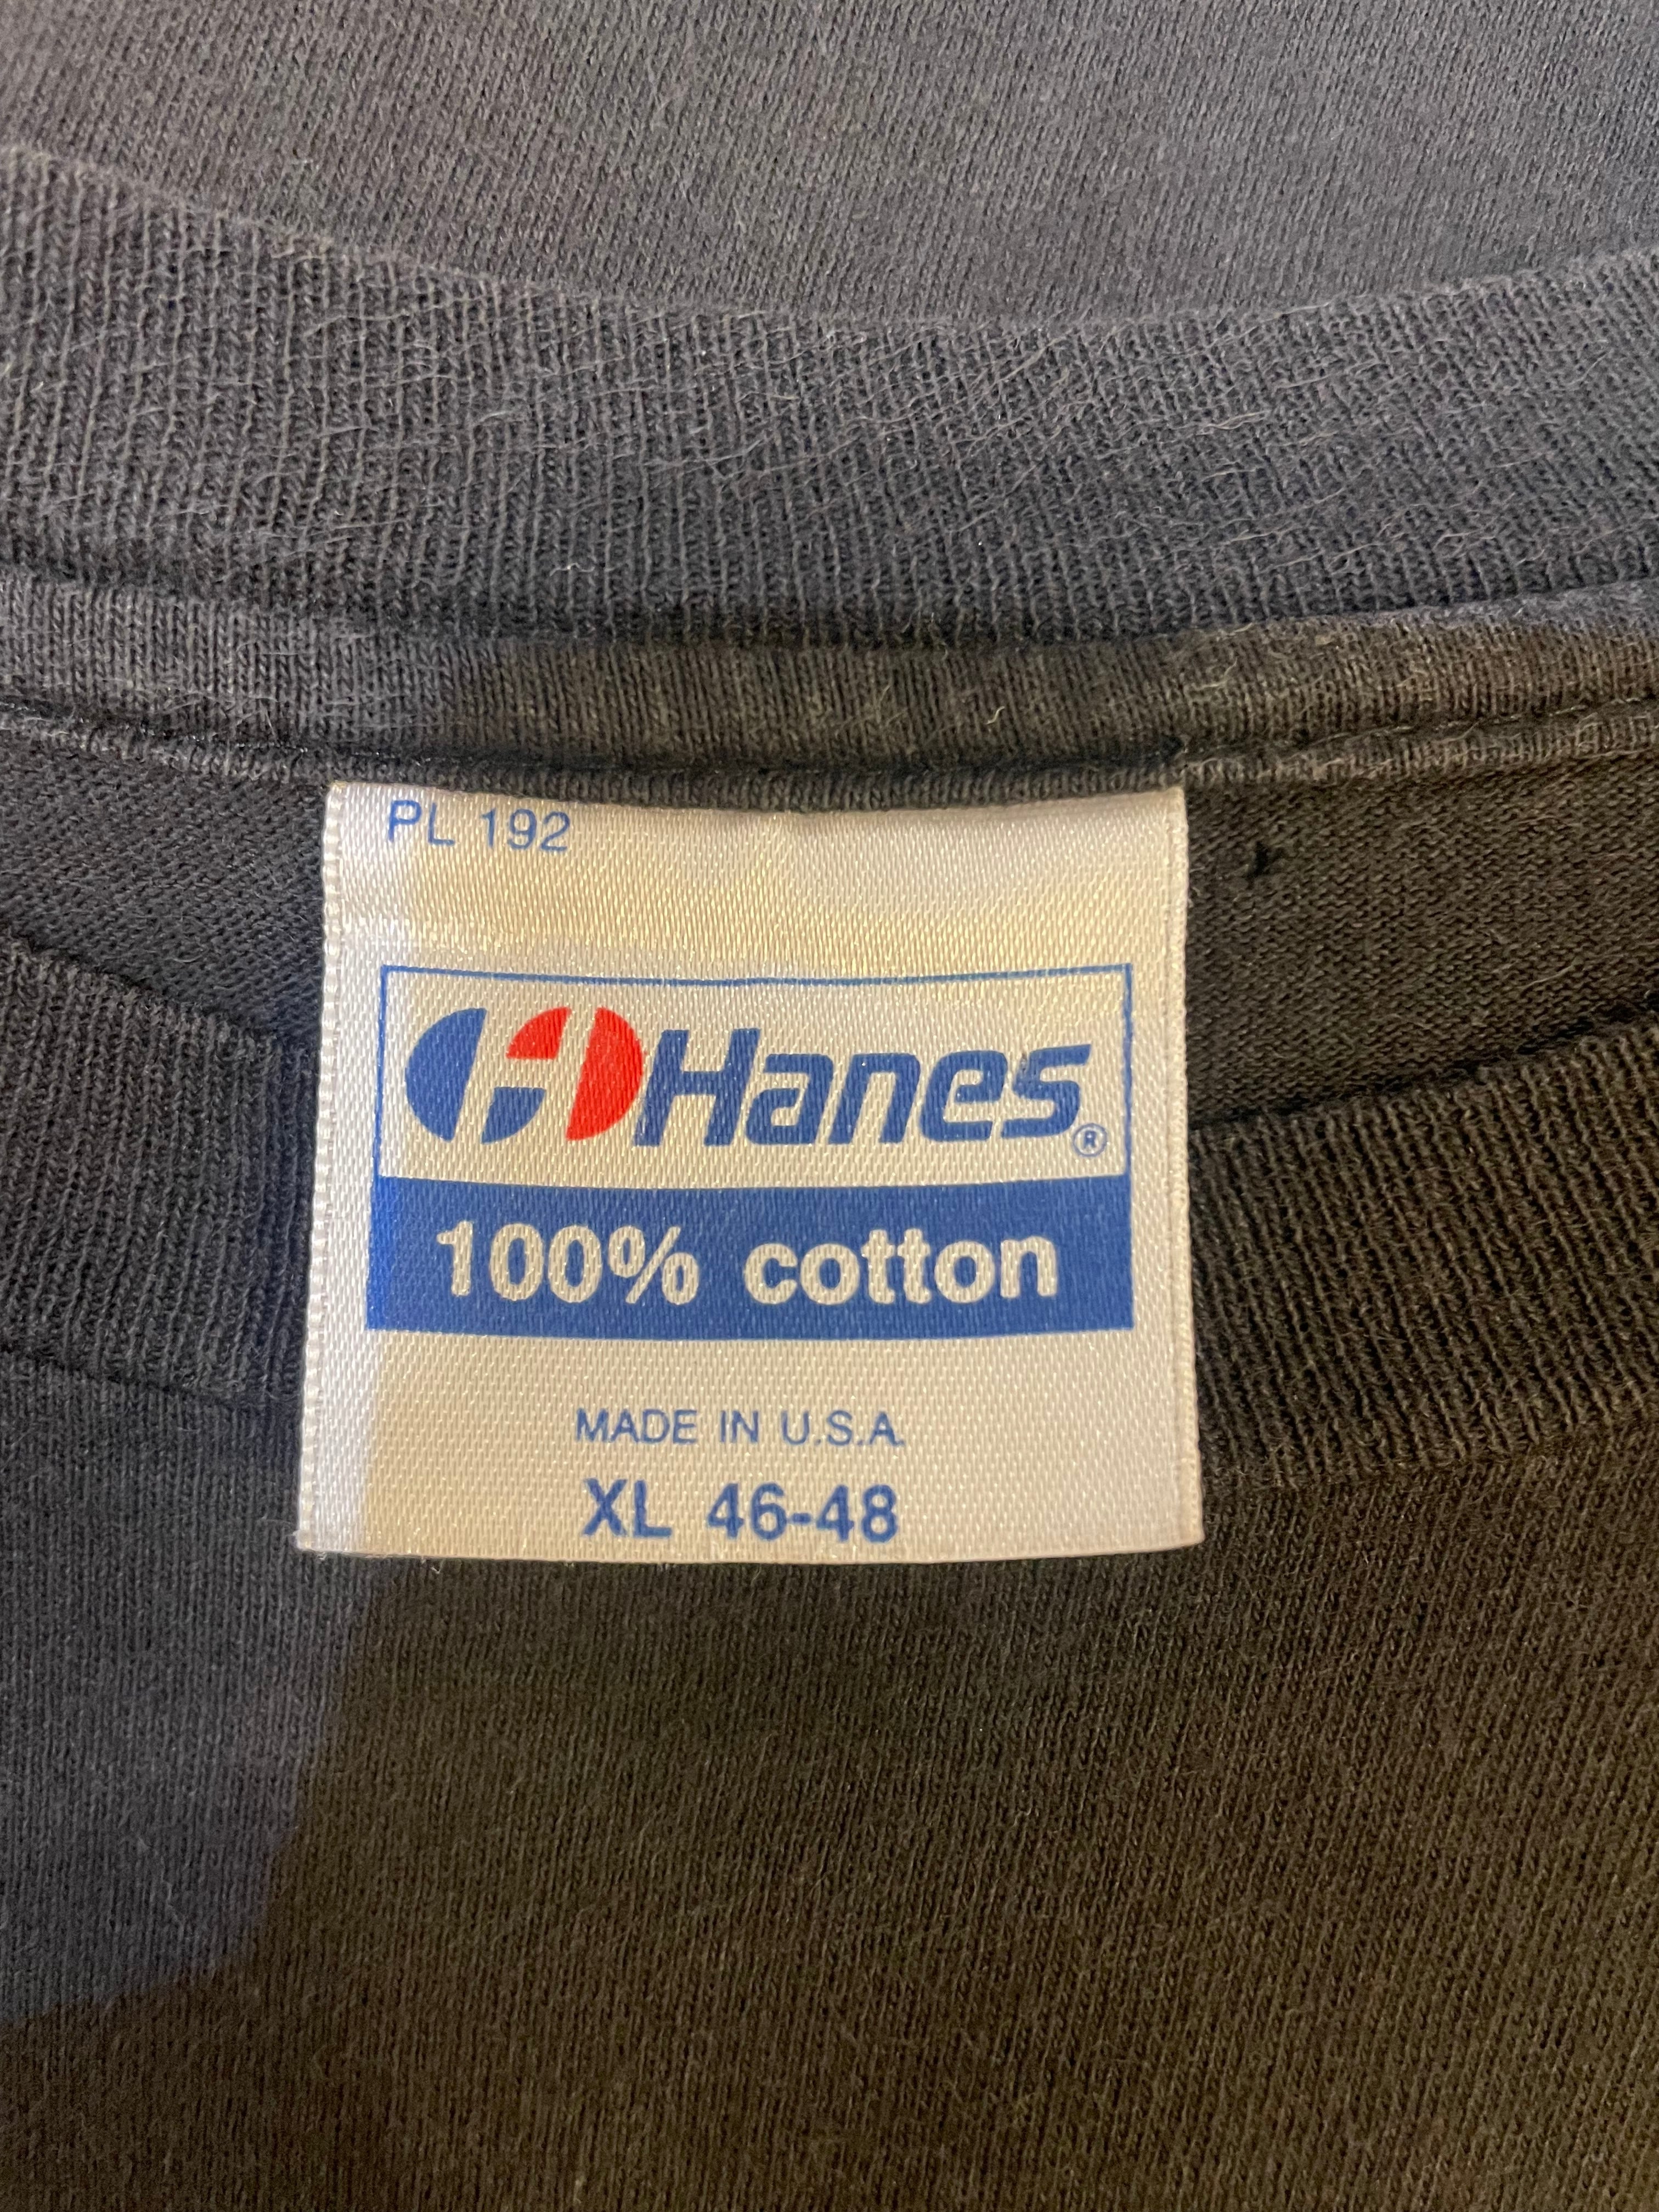 PL 192
Hanes®
100% cotton
MADE IN U.S.A.
XL 46-48